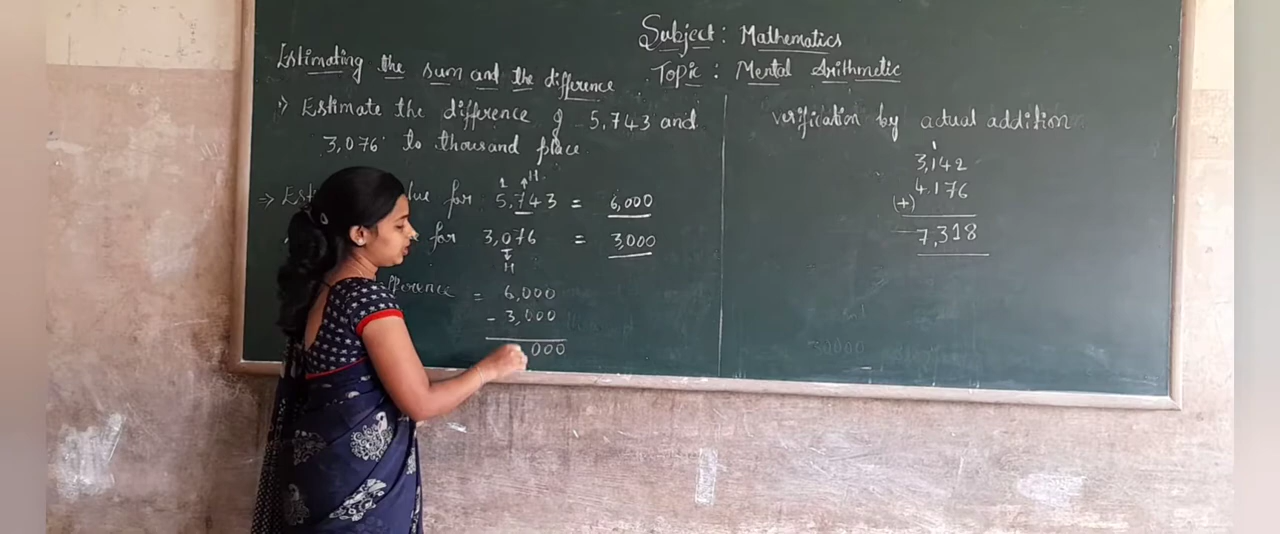 Subject : Mathematics
Topic : Mental Arithmetic
Estimating the sum and the difference
Estimate the difference of 5,743 and
3,076 to thousand place
for 5,743 = 6,000
H
for 3,076 = 3,000
H
= 6,000
- 3,000
000
verification by actual addition
1
3,142
4,176
(+)
7,318